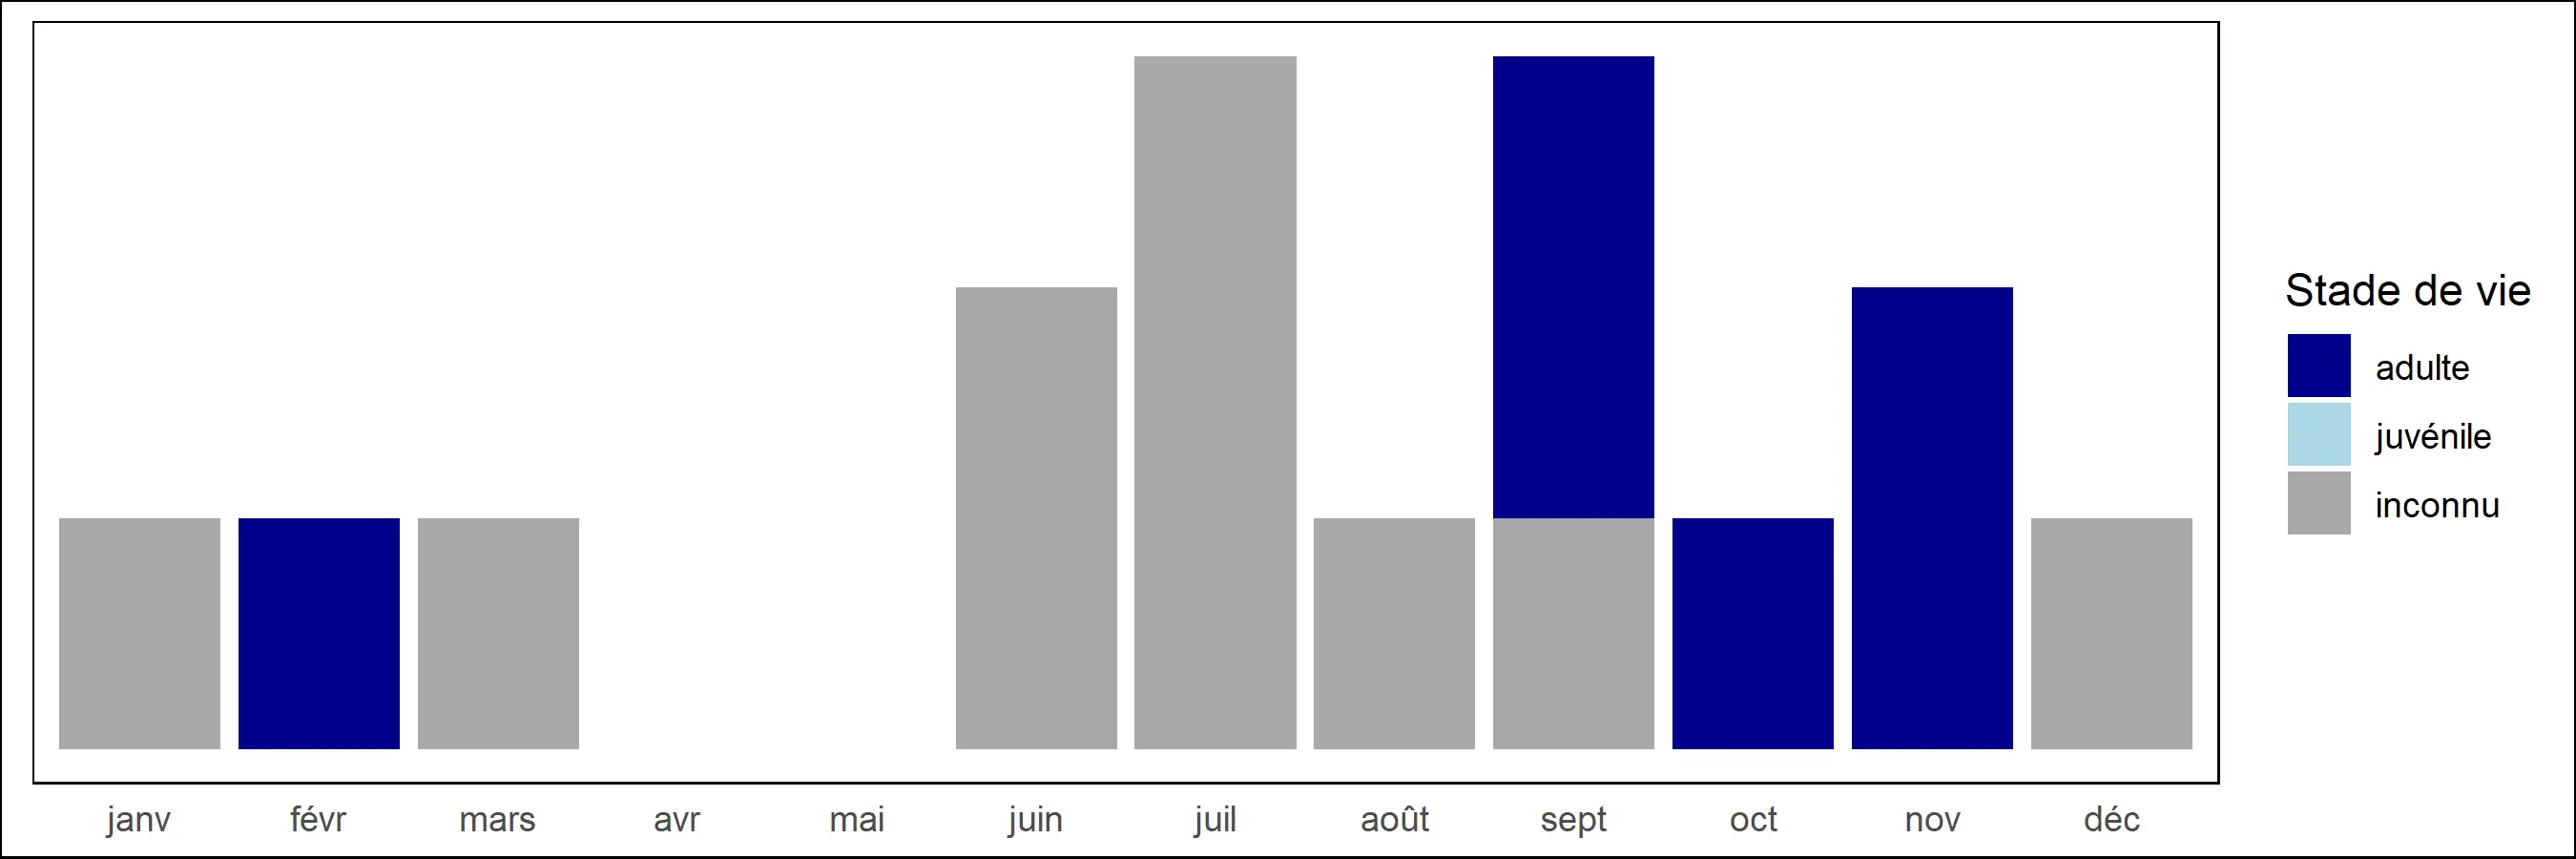 Stade de vie
adulte
juvénile
inconnu
janv févr mars avr mai juin juil août sept oct nov déc